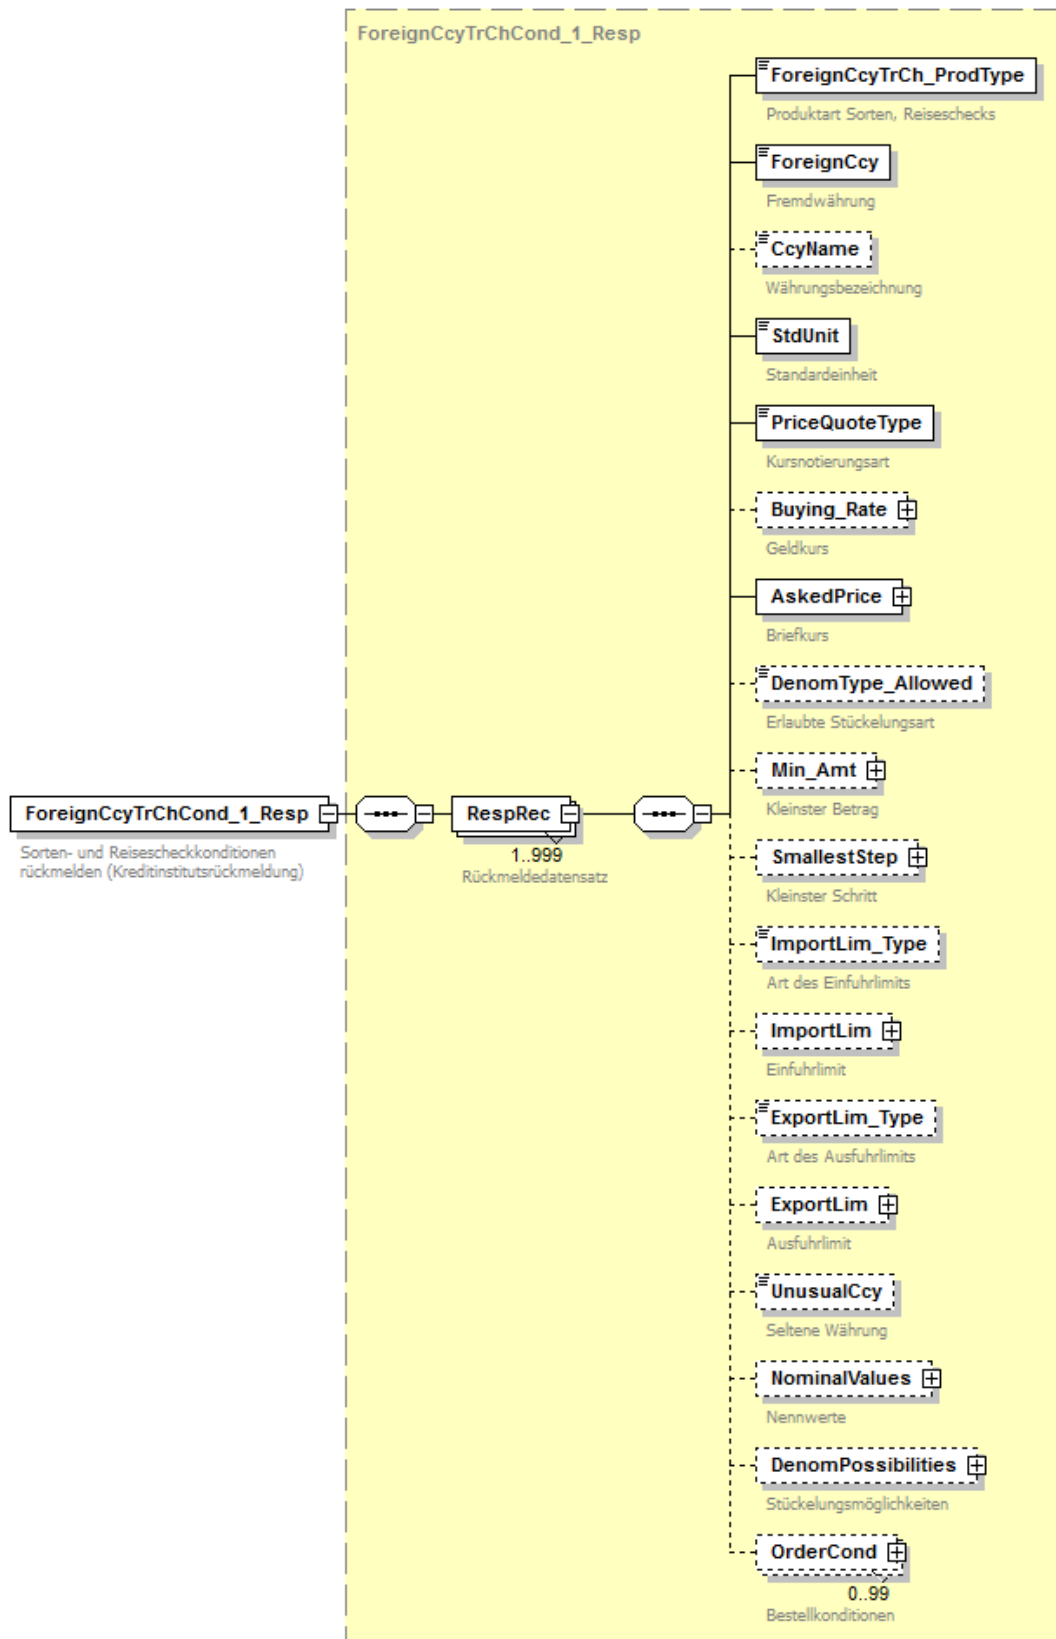 ForeignCcyTrChCond_1_Resp
ForeignCcyTrCh_ProdType
Produktart Sorten, Reiseschecks
ForeignCcy
Fremdwährung
CcyName
Währungsbezeichnung
StdUnit
Standardeinheit
PriceQuoteType
Kursnotierungsart
Buying_Rate
Geldkurs
AskedPrice
Briefkurs
DenomType_Allowed
Erlaubte Stückelungsart
Min_Amt
Kleinster Betrag
ForeignCcyTrChCond_1_Resp
Sorten- und Reisescheckkonditionen
rückmelden (Kreditinstitutsrückmeldung)
RespRec
1..999
Rückmeldedatensatz
SmallestStep
Kleinster Schritt
ImportLim_Type
Art des Einfuhrlimits
ImportLim
Einfuhrlimit
ExportLim_Type
Art des Ausfuhrlimits
ExportLim
Ausfuhrlimit
UnusualCcy
Seltene Währung
NominalValues
Nennwerte
DenomPossibilities
Stückelungsmöglichkeiten
OrderCond
0..99
Bestellkonditionen